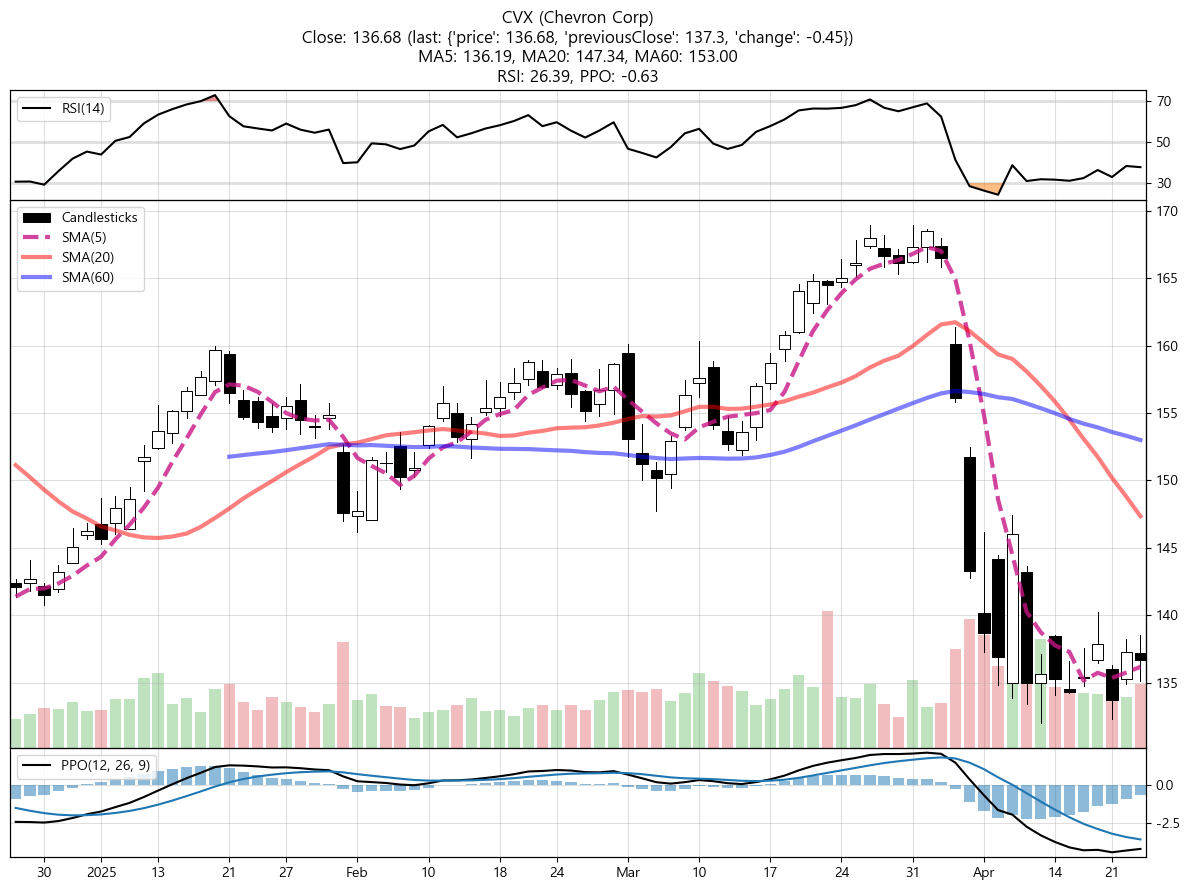 CVX (Chevron Corp)
Close: 136.68 (last: {'price': 136.68, 'previousClose': 137.3, 'change': -0.45})
MA5: 136.19, MA20: 147.34, MA60: 153.00
RSI: 26.39, PPO: -0.63
RSI(14)
70
50
30
Candlesticks
SMA(5)
SMA(20)
SMA(60)
170
165
160
155
150
145
140
135
PPO(12, 26, 9)
0.0
-2.5
30 2025 13 21 27 Feb 10 18 24 Mar 10 17 24 31 Apr 14 21